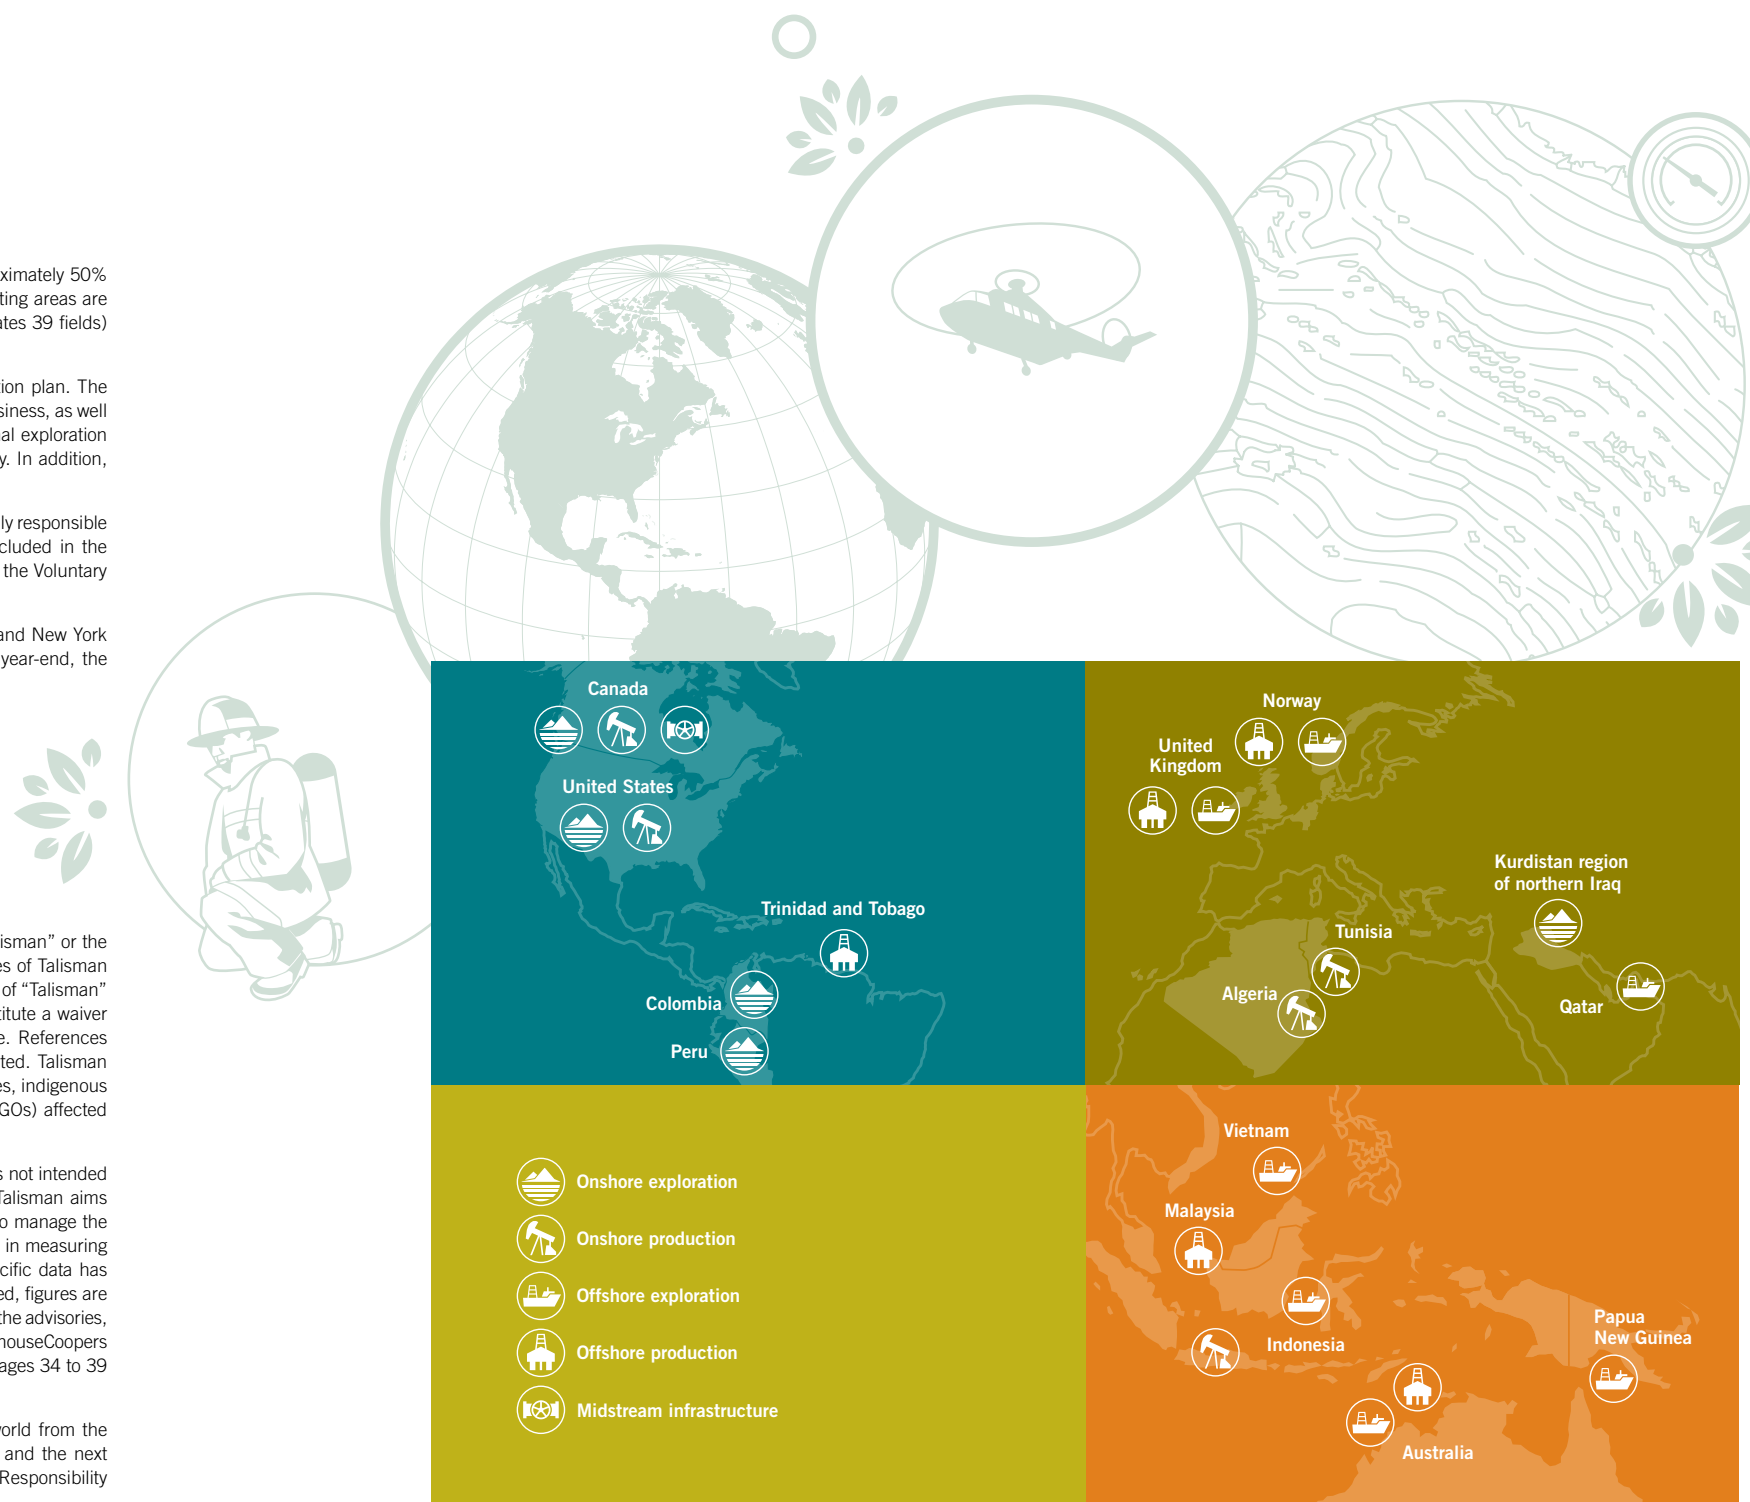 ximately 50%
ting areas are
ates 39 fields)
ion plan. The
siness, as well
al exploration
y. In addition,
ly responsible
cluded in the
the Voluntary
and New York
year-end, the
isman” or the
es of Talisman
of “Talisman”
titute a waiver
e. References
ted. Talisman
es, indigenous
GOs) affected
s not intended
Talisman aims
o manage the
in measuring
cific data has
ed, figures are
the advisories,
houseCoopers
ages 34 to 39
vorld from the
and the next
Responsibility
Canada
United States
Trinidad and Tobago
Colombia
Peru
Norway
United
Kingdom
Kurdistan region
of northern Iraq
Tunisia
Algeria
Qatar
Onshore exploration
Onshore production
Offshore exploration
Offshore production
Midstream infrastructure
Vietnam
Malaysia
Indonesia
Papua
New Guinea
Australia